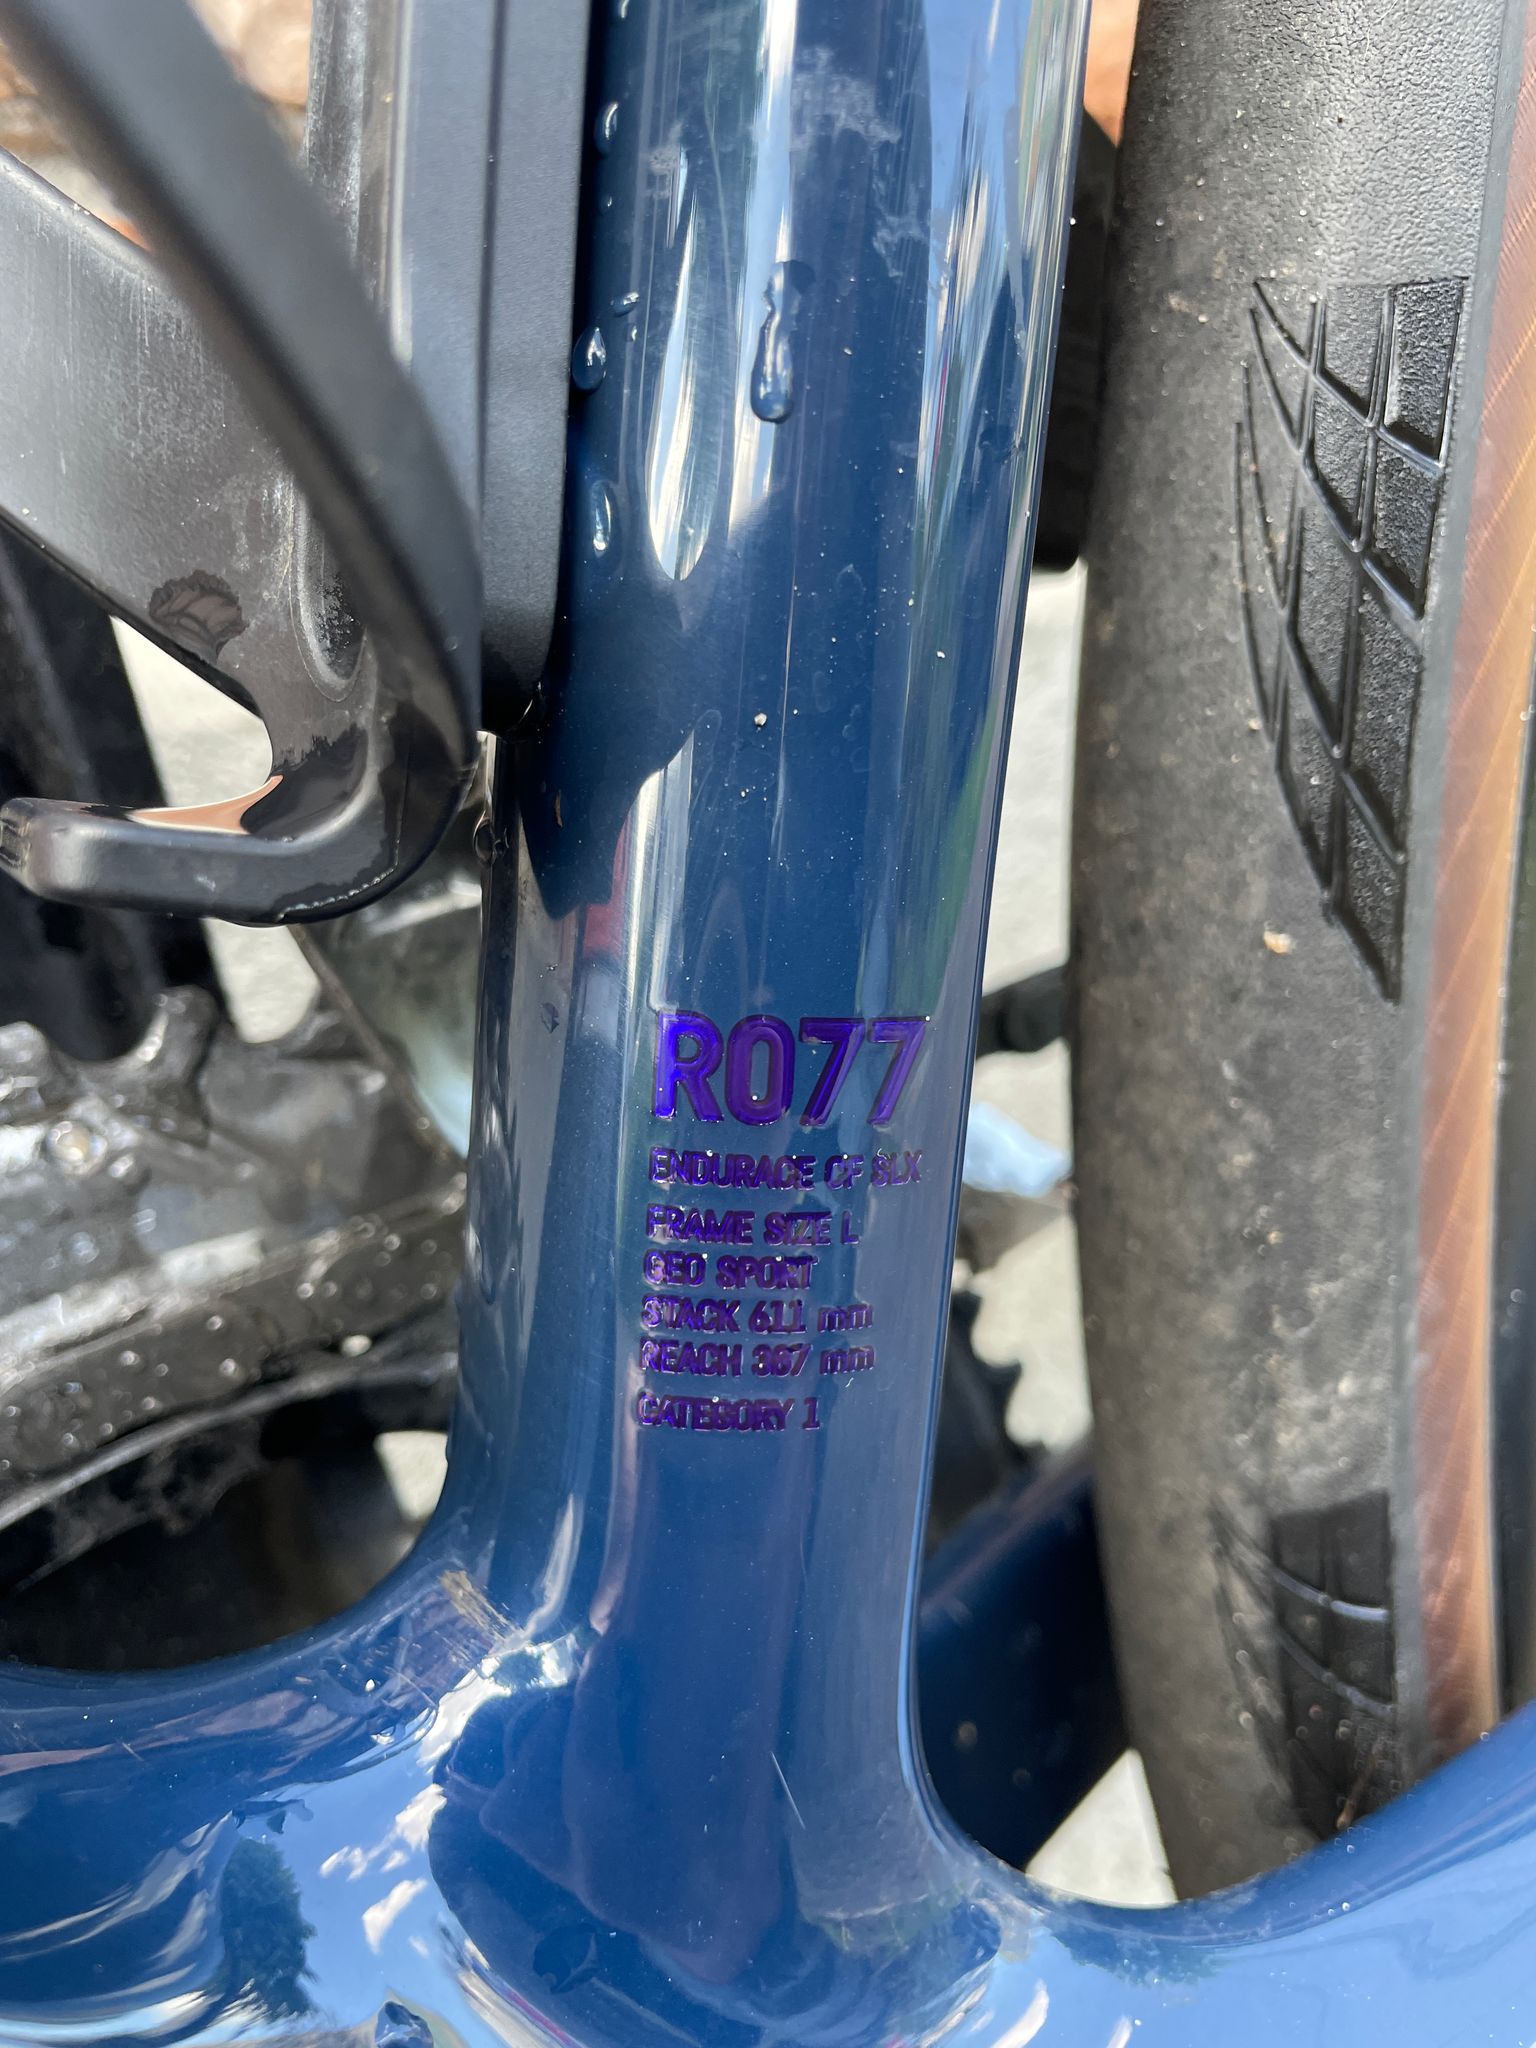 R077
ENDURACE CF SLX
FRAME SIZE L
GEO SPORT
STACK 611 mm
REACH 387 mm
CATEGORY 1